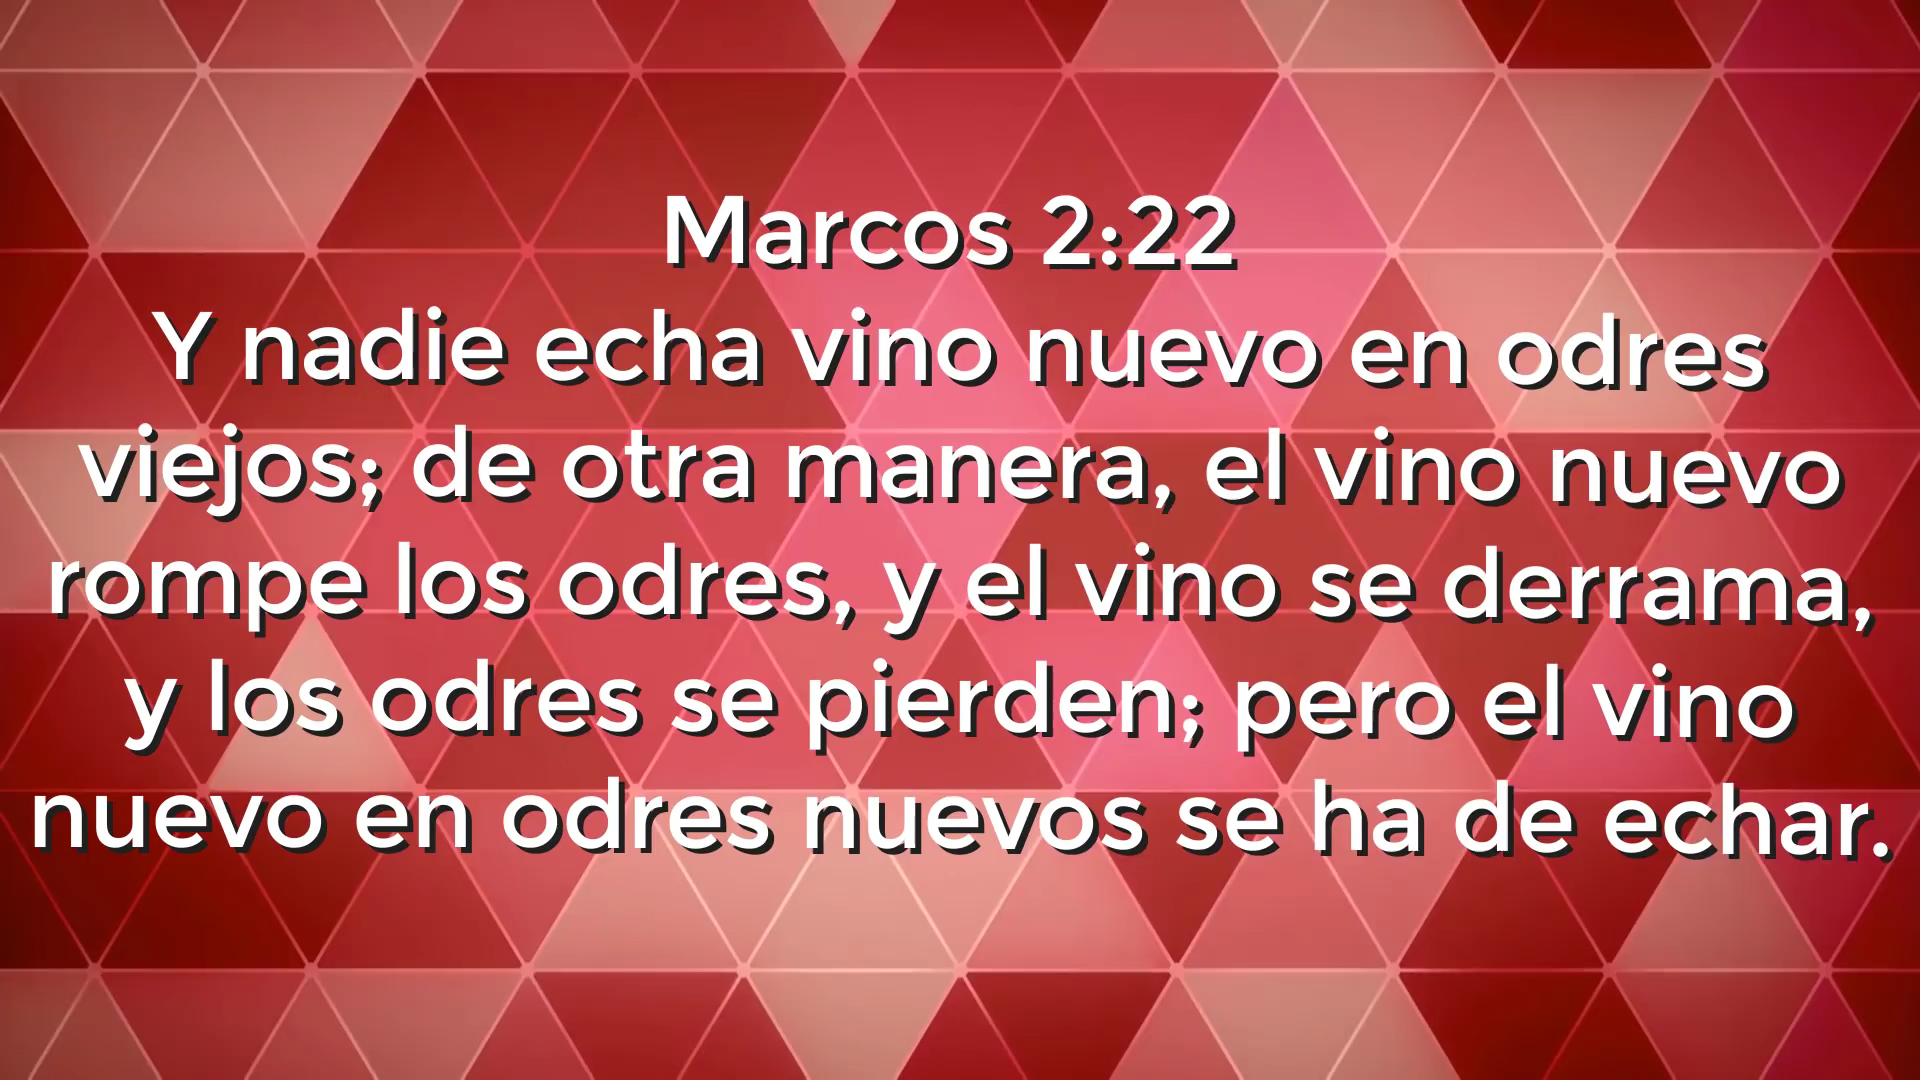 Marcos 2:22
Y nadie echa vino nuevo en odres
viejos; de otra manera, el vino nuevo
rompe los odres, y el vino se derrama,
y los odres se pierden; pero el vino
nuevo en odres nuevos se ha de echar.